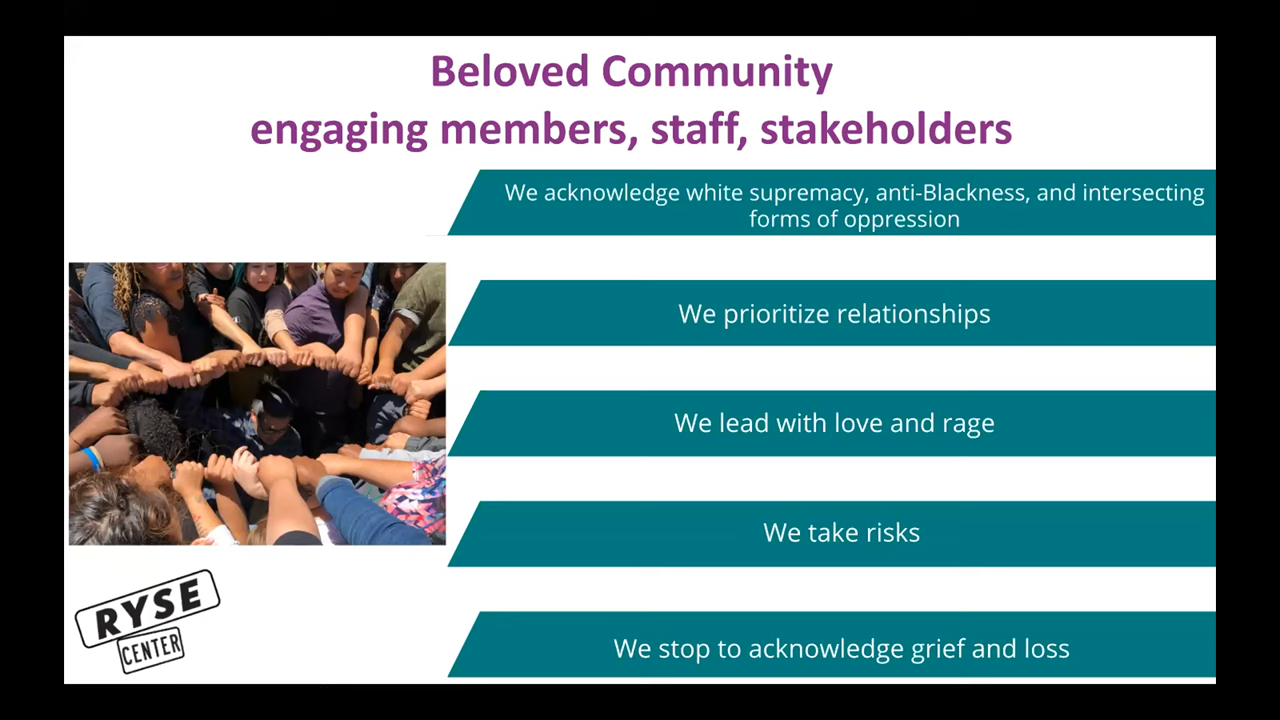 Beloved Community
engaging members, staff, stakeholders
We acknowledge white supremacy, anti-Blackness, and intersecting
forms of oppression
We prioritize relationships
We lead with love and rage
We take risks
We stop to acknowledge grief and loss
RYSE
CENTER